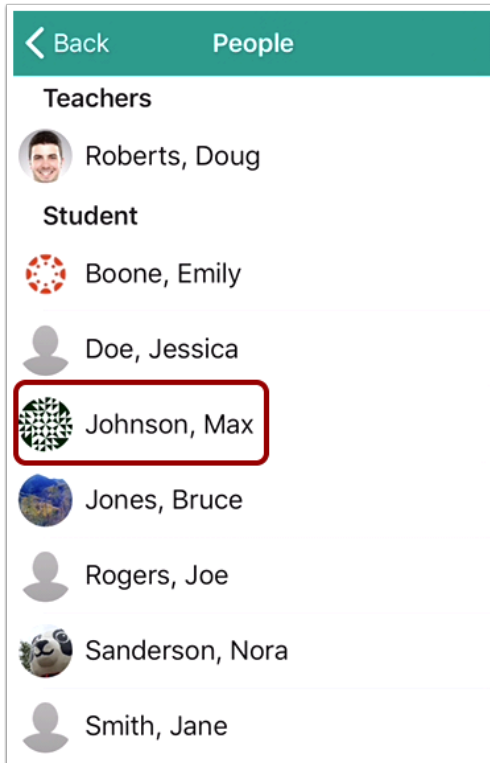 Back People
Teachers
Roberts, Doug
Student
Boone, Emily
Doe, Jessica
Johnson, Max
Jones, Bruce
Rogers, Joe
Sanderson, Nora
Smith, Jane